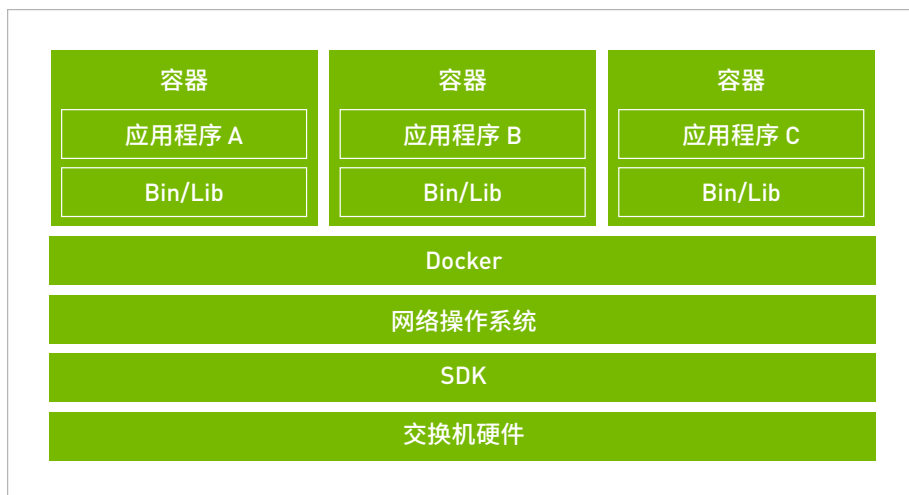 容器
应用程序 A
Bin/Lib
容器
应用程序 B
Bin/Lib
容器
应用程序 C
Bin/Lib
Docker
网络操作系统
SDK
交换机硬件